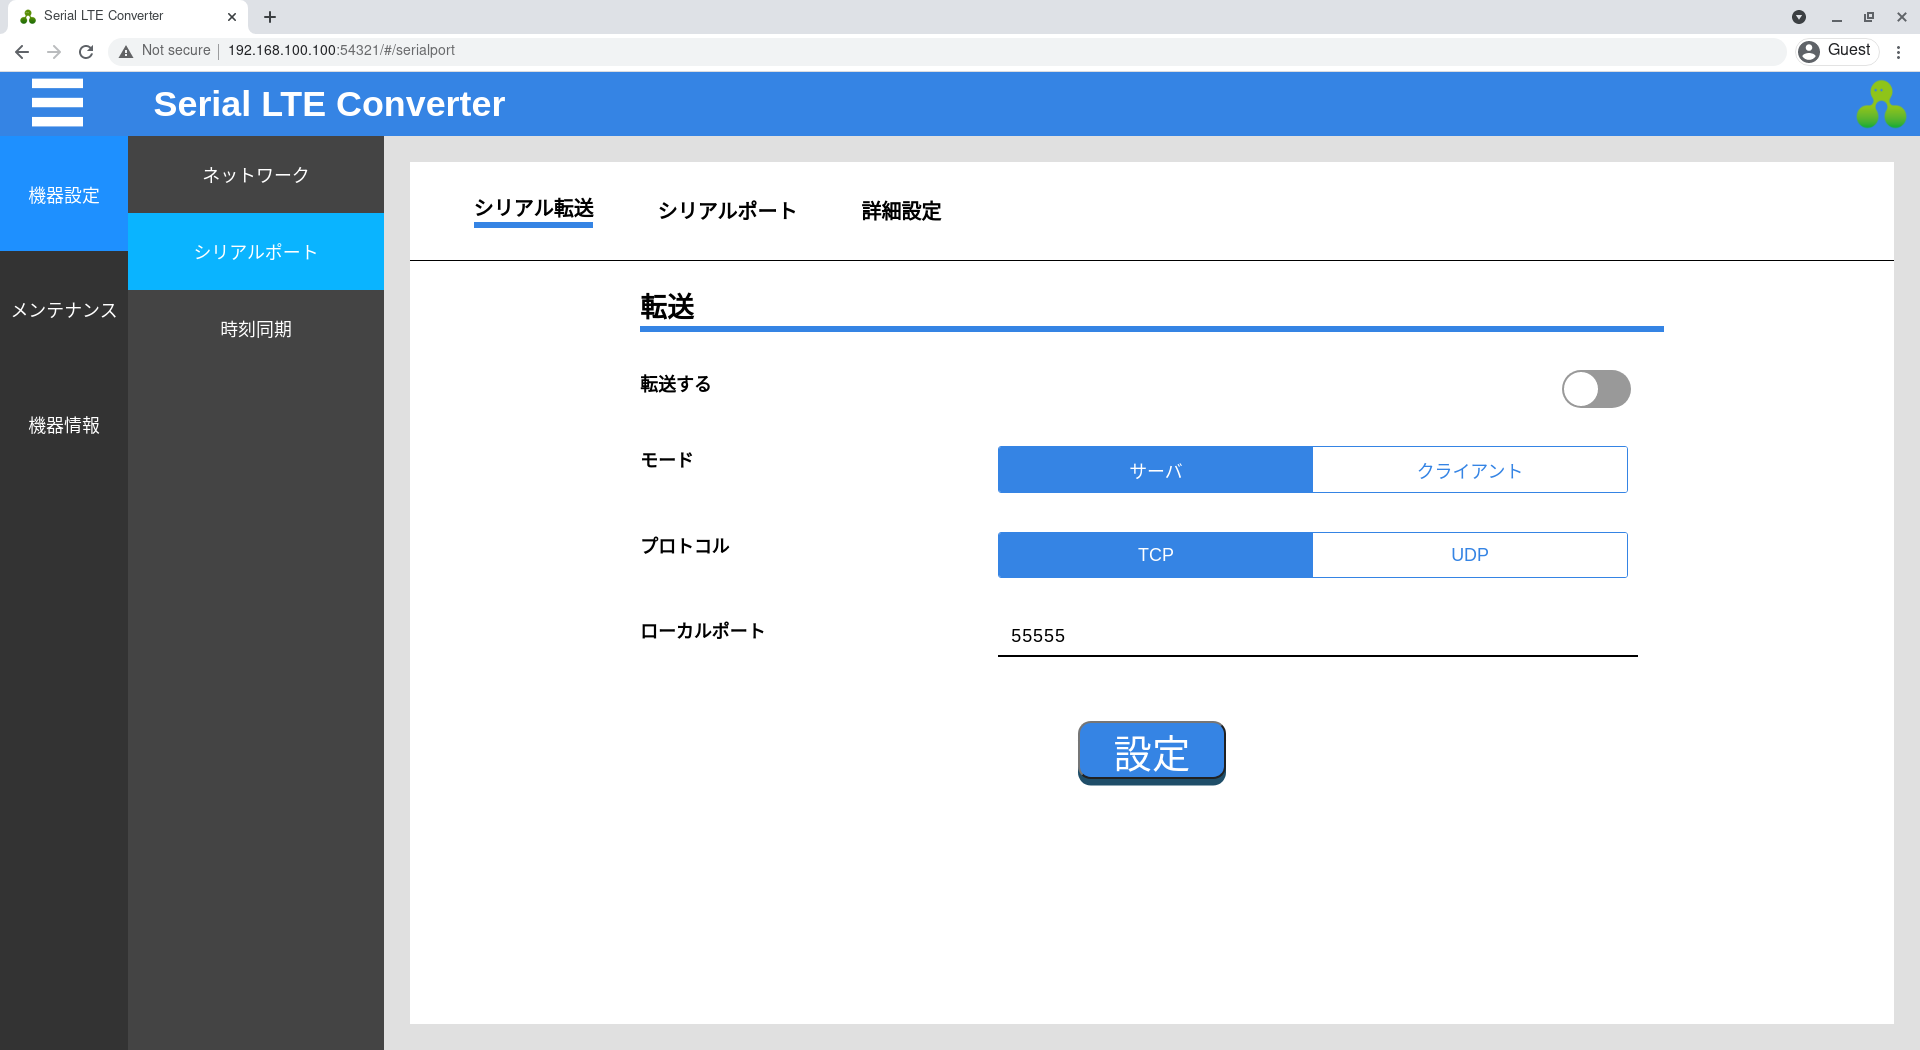 Serial LTE Converter
Not secure
192.168.100.100:54321/#/serialport
Guest
Serial LTE Converter
機器設定
メンテナンス
機器情報
ネットワーク
シリアルポート
時刻同期
シリアル転送
シリアルポート
詳細設定
転送
転送する
モード
サーバ
クライアント
プロトコル
TCP
UDP
ローカルポート
55555
設定